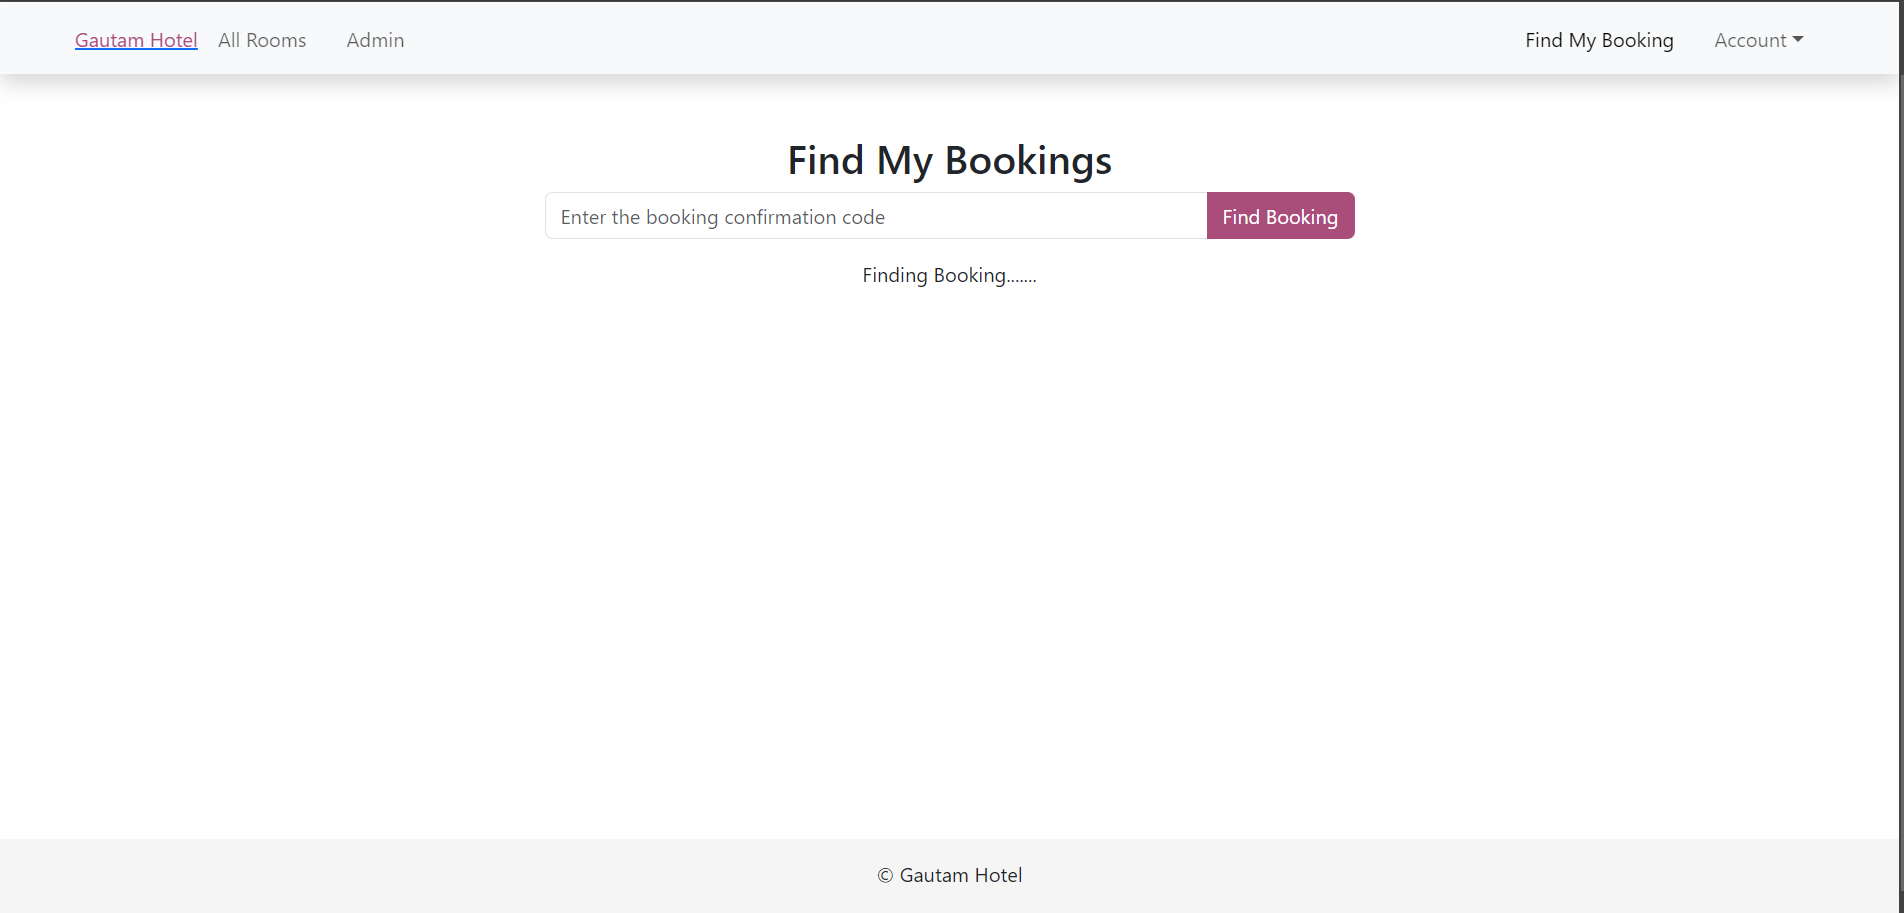 Gautam Hotel All Rooms Admin Find My Booking Account
Find My Bookings
Enter the booking confirmation code Find Booking
Finding Booking.......
© Gautam Hotel